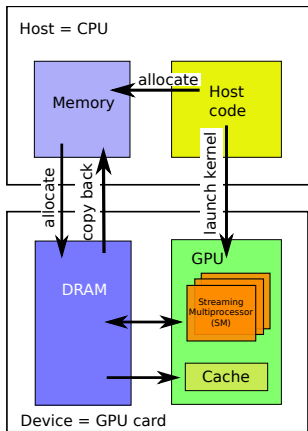 Host = CPU
allocate
Memory
Host
code
allocate
copy back
launch kernel
GPU
DRAM
Streaming
Multiprocessor
(SM)
Cache
Device = GPU card